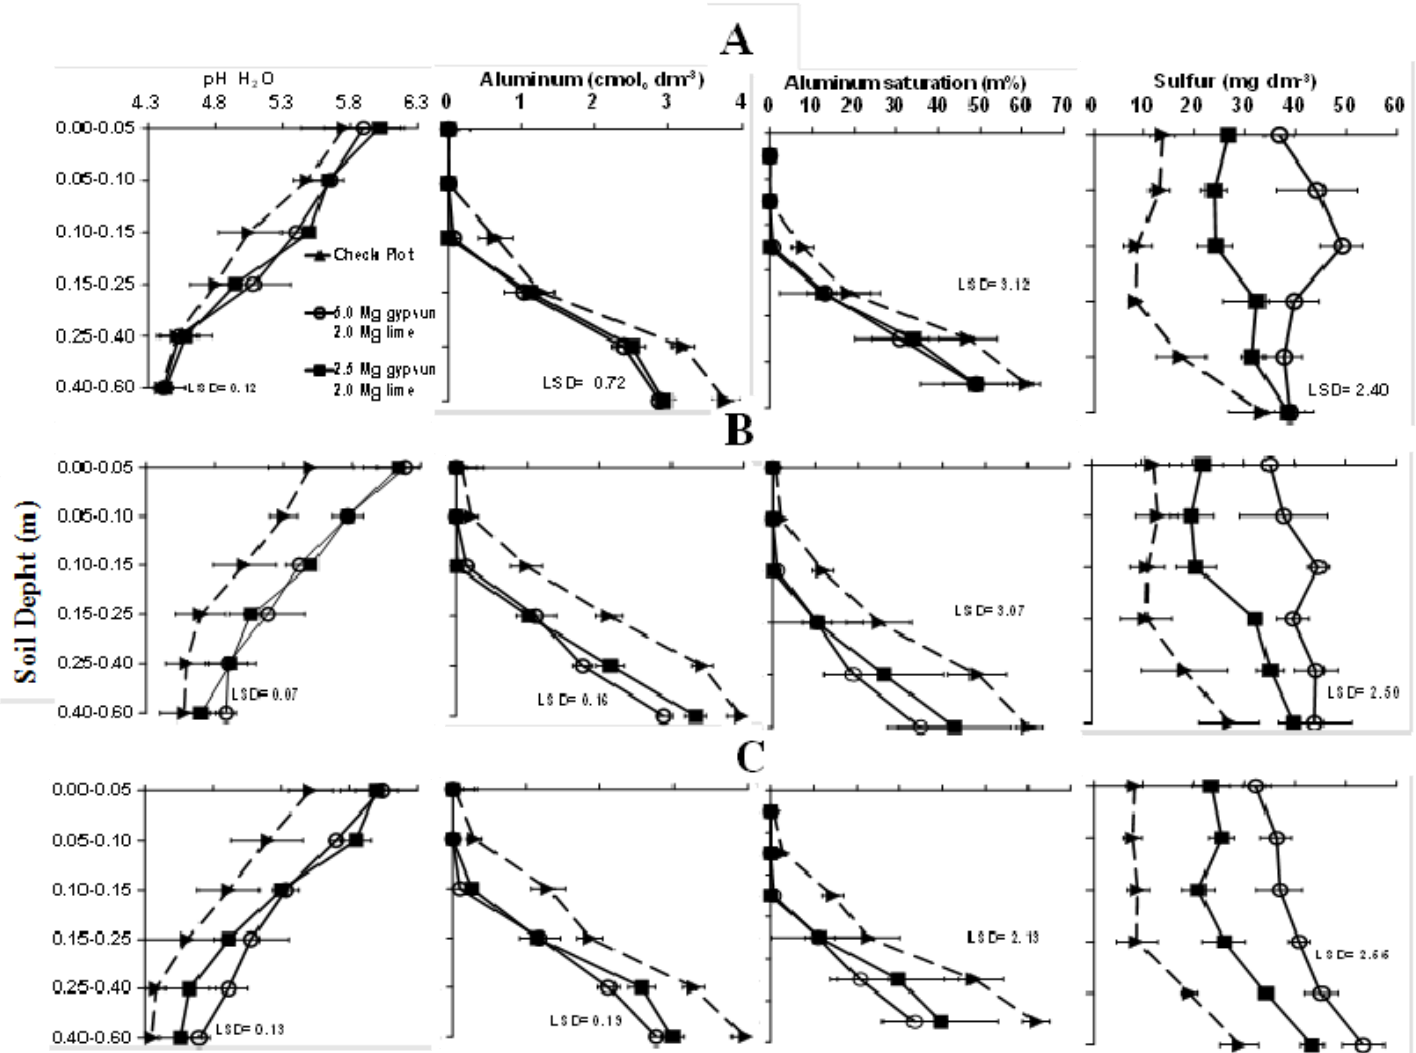 A
pH H2O
4.3 4.8 5.3 5.8 6.3
Aluminum (cmolc dm-3)
0 1 2 3 4
Aluminum saturation (m%)
0 10 20 30 40 50 60 70
Sulfur (mg dm-3)
0 10 20 30 40 50 60
0.00-0.05
0.05-0.10
0.10-0.15
0.15-0.25
0.25-0.40
0.40-0.60
Check Plot
5.0 Mg gypsun
2.0 Mg lime
2.5 Mg gypsun
2.0 Mg lime
LSD= 0.12
LSD= 0.72
LSD= 3.12
LSD= 2.40
B
Soil Depht (m)
0.00-0.05
0.05-0.10
0.10-0.15
0.15-0.25
0.25-0.40
0.40-0.60
LSD= 0.07
LSD= 0.16
LSD= 3.07
LSD= 2.50
C
0.00-0.05
0.05-0.10
0.10-0.15
0.15-0.25
0.25-0.40
0.40-0.60
LSD= 0.13
LSD= 0.19
LSD= 2.13
LSD= 2.66